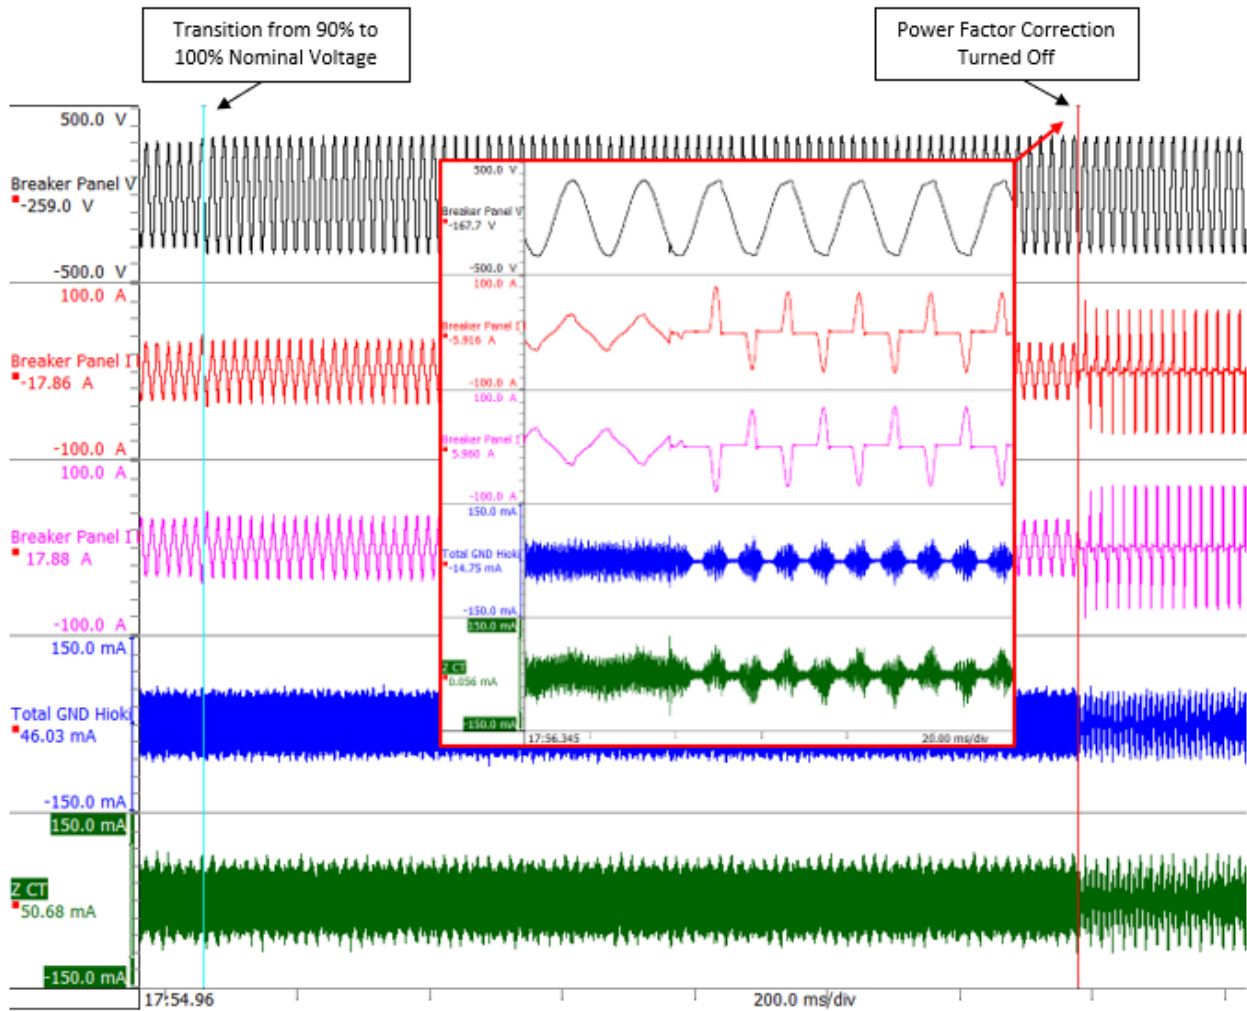 Transition from 90% to
100% Nominal Voltage
Power Factor Correction
Turned Off
500.0 V
Breaker Panel V
-259.0 V
-500.0 V
100.0 A
Breaker Panel I
-17.86 A
-100.0 A
100.0 A
Breaker Panel I
17.88 A
-100.0 A
150.0 mA
Total GND Hioki
46.03 mA
-150.0 mA
150.0 mA
Z CT
50.68 mA
-150.0 mA
17:54.96
200.0 ms/div
500.0 V
Breaker Panel V
-167.7 V
-500.0 V
100.0 A
Breaker Panel I
-5.916 A
-100.0 A
100.0 A
Breaker Panel I
5.960 A
-100.0 A
150.0 mA
Total GND Hioki
-14.75 mA
-150.0 mA
150.0 mA
Z CT
0.056 mA
-150.0 mA
17:56.345
20.00 ms/div